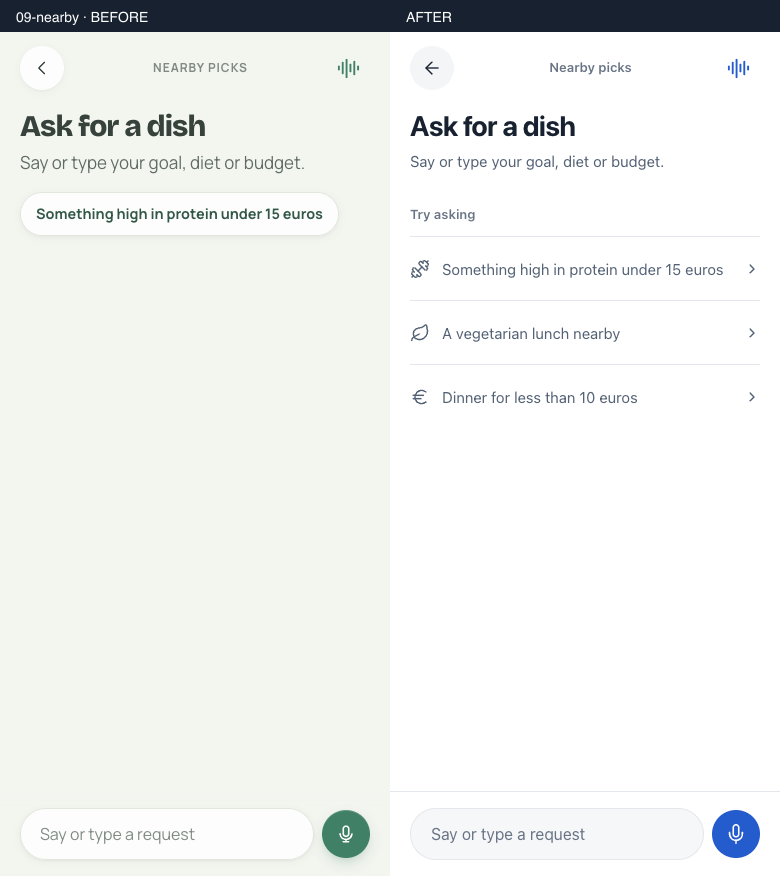 09-nearby · BEFORE
NEARBY PICKS
Ask for a dish
Say or type your goal, diet or budget.
Something high in protein under 15 euros
Say or type a request
AFTER
Nearby picks
Ask for a dish
Say or type your goal, diet or budget.
Try asking
Something high in protein under 15 euros
A vegetarian lunch nearby
Dinner for less than 10 euros
Say or type a request